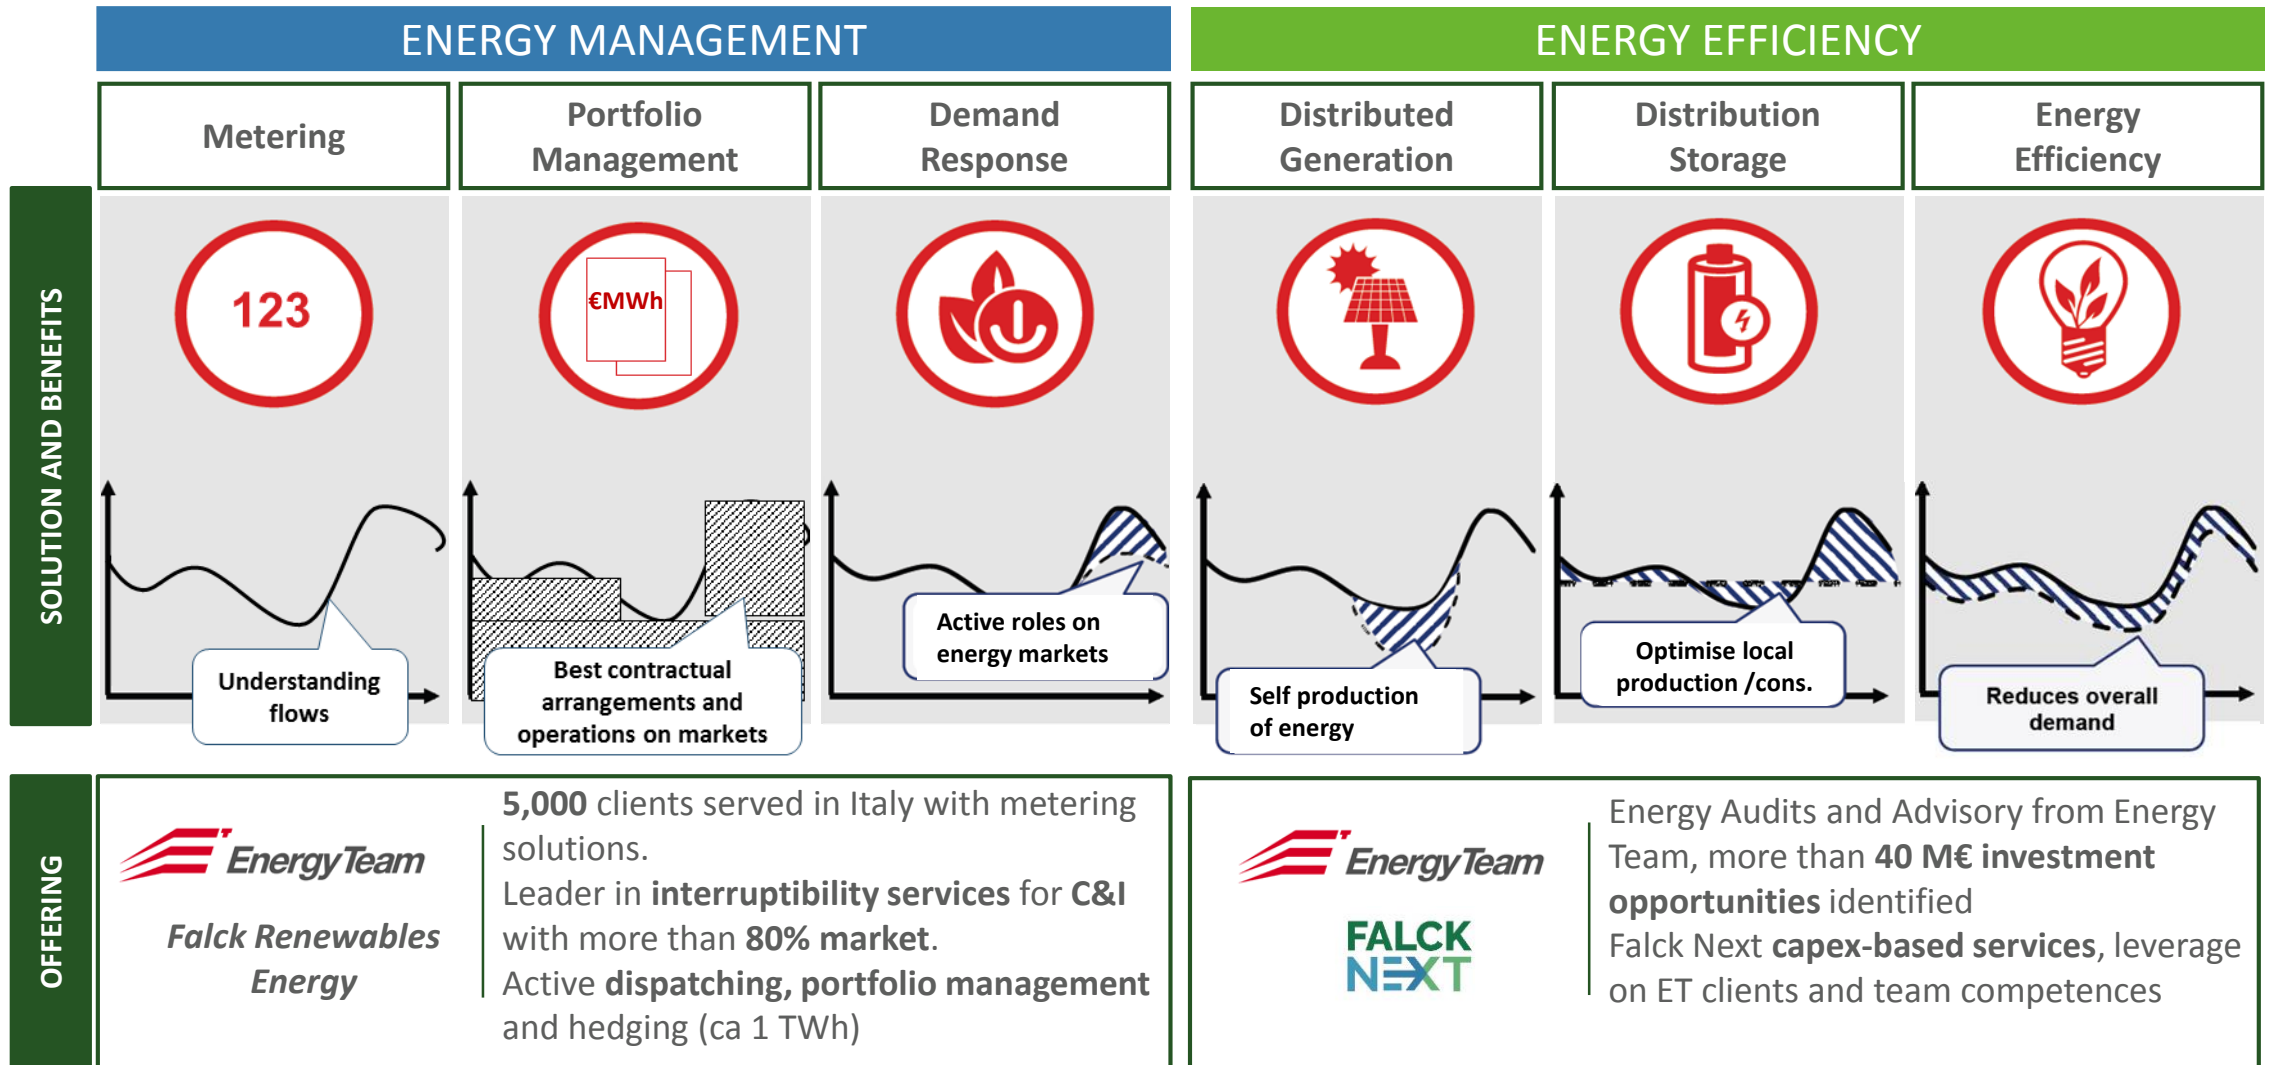 ENERGY MANAGEMENT
ENERGY EFFICIENCY
Metering
Portfolio
Management
Demand
Response
Distributed
Generation
Distribution
Storage
Energy
Efficiency
SOLUTION AND BENEFITS
123
€MWh
Understanding
flows
Best contractual
arrangements and
operations on markets
Active roles on
energy markets
Self production
of energy
Optimise local
production /cons.
Reduces overall
demand
OFFERING
EnergyTeam
Falck Renewables
Energy
5,000 clients served in Italy with metering
solutions.
Leader in interruptibility services for C&I
with more than 80% market.
Active dispatching, portfolio management
and hedging (ca 1 TWh)
EnergyTeam
FALCK
NEXT
Energy Audits and Advisory from Energy
Team, more than 40 M€ investment
opportunities identified
Falck Next capex-based services, leverage
on ET clients and team competences